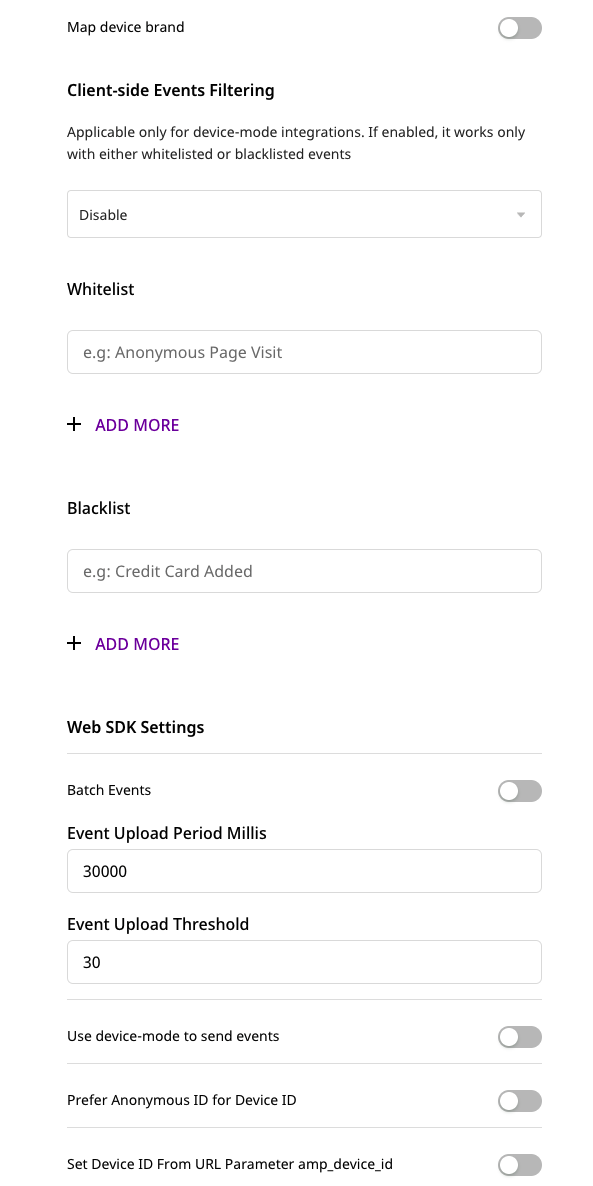 Map device brand
Client-side Events Filtering
Applicable only for device-mode integrations. If enabled, it works only
with either whitelisted or blacklisted events
Disable
Whitelist
e.g: Anonymous Page Visit
+ ADD MORE
Blacklist
e.g: Credit Card Added
+ ADD MORE
Web SDK Settings
Batch Events
Event Upload Period Millis
30000
Event Upload Threshold
30
Use device-mode to send events
Prefer Anonymous ID for Device ID
Set Device ID From URL Parameter amp_device_id